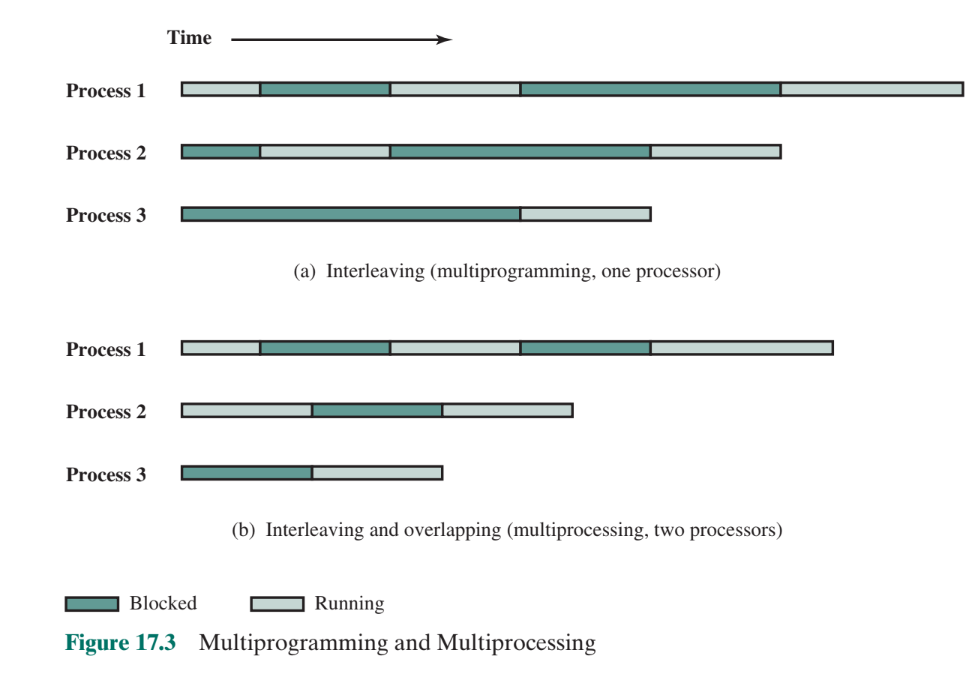 Time
Process 1
Process 2
Process 3
(a) Interleaving (multiprogramming, one processor)
Process 1
Process 2
Process 3
(b) Interleaving and overlapping (multiprocessing, two processors)
Blocked Running
Figure 17.3 Multiprogramming and Multiprocessing